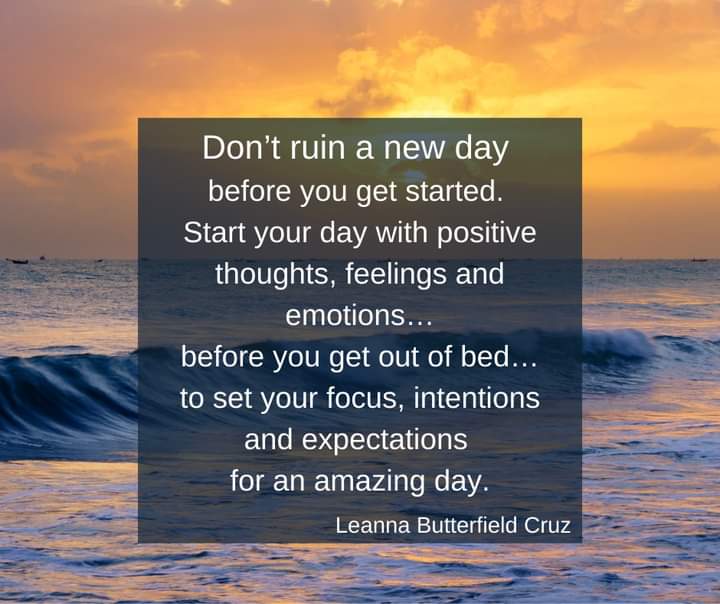 Don’t ruin a new day
before you get started.
Start your day with positive
thoughts, feelings and
emotions…
before you get out of bed…
to set your focus, intentions
and expectations
for an amazing day.
Leanna Butterfield Cruz